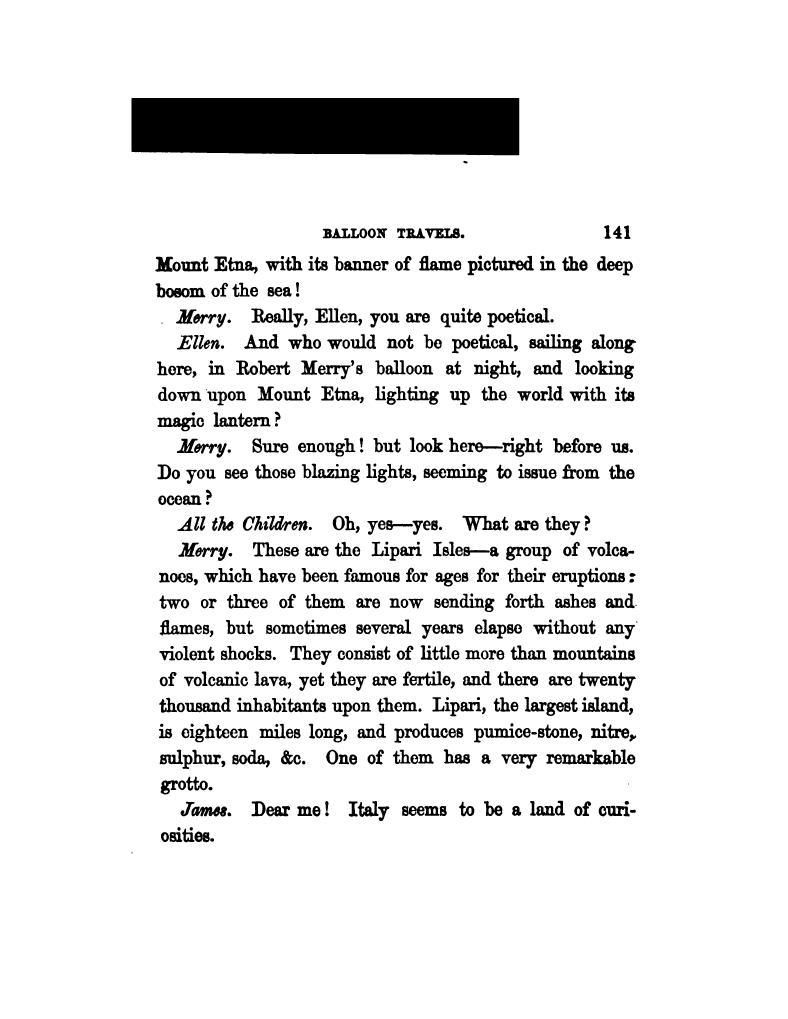 BALLOON TRAVELS. 141
Mount Etna, with its banner of flame pictured in the deep
bosom of the sea!
Merry. Really, Ellen, you are quite poetical.
Ellen. And who would not be poetical, sailing along
here, in Robert Merry's balloon at night, and looking
down upon Mount Etna, lighting up the world with its
magic lantern?
Merry. Sure enough! but look here—right before us.
Do you see those blazing lights, seeming to issue from the
ocean?
All the Children. Oh, yes—yes. What are they?
Merry. These are the Lipari Isles—a group of volca-
noes, which have been famous for ages for their eruptions:
two or three of them are now sending forth ashes and
flames, but sometimes several years elapse without any
violent shocks. They consist of little more than mountains
of volcanic lava, yet they are fertile, and there are twenty
thousand inhabitants upon them. Lipari, the largest island,
is eighteen miles long, and produces pumice-stone, nitre,
sulphur, soda, &c. One of them has a very remarkable
grotto.
James. Dear me! Italy seems to be a land of curi-
osities.